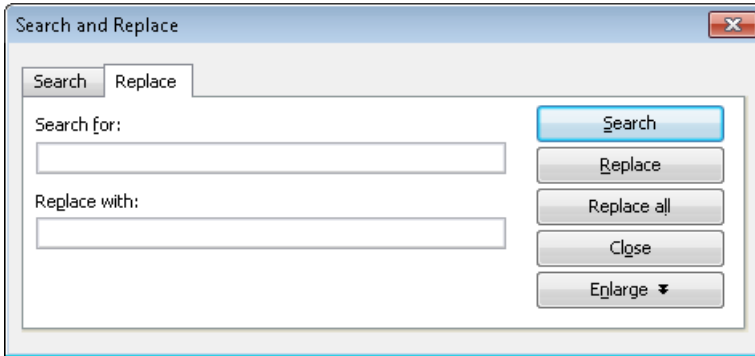 Search and Replace
Search
Replace
Search for:
Search
Replace
Replace with:
Replace all
Close
Enlarge